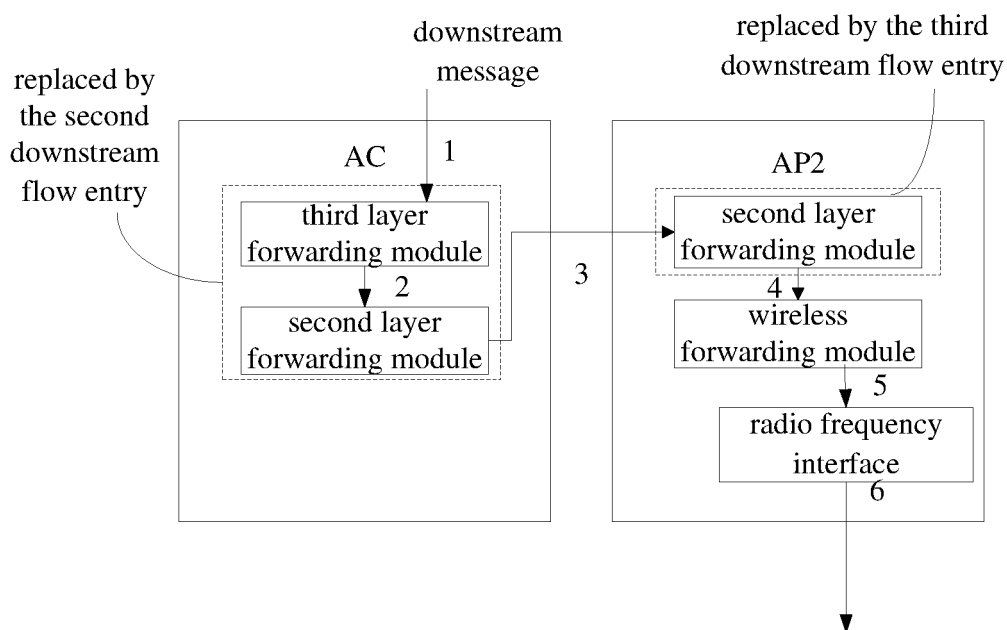 downstream
message
replaced by the third
downstream flow entry
replaced by
the second
downstream
flow entry
AC
1
third layer
forwarding module
2
second layer
forwarding module
3
AP2
second layer
forwarding module
4
wireless
forwarding module
5
radio frequency
interface
6